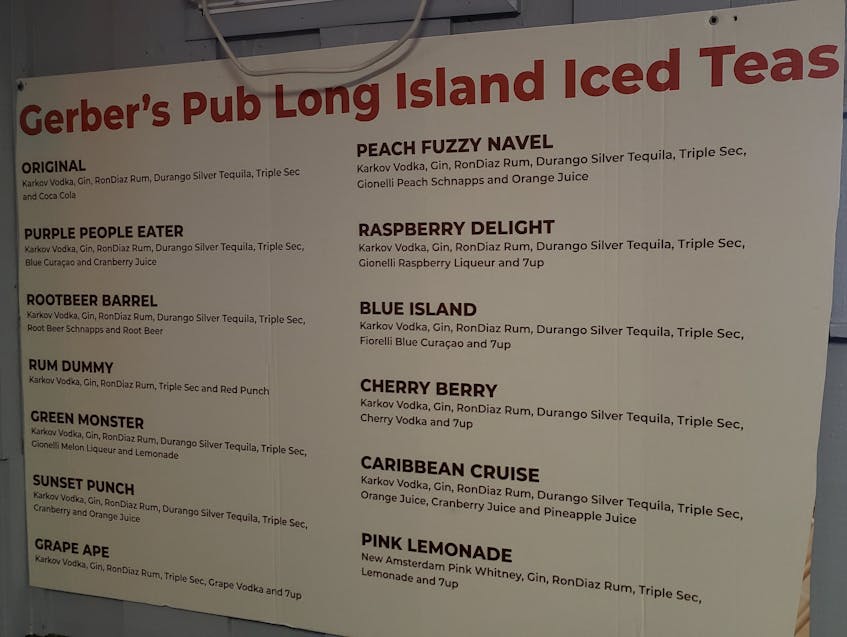 Gerber's Pub Long Island Iced Teas
ORIGINAL
Karkov Vodka, Gin, RonDiaz Rum, Durango Silver Tequila, Triple Sec
and Coca Cola
PURPLE PEOPLE EATER
Karkov Vodka, Gin, RonDiaz Rum, Durango Silver Tequila, Triple Sec,
Blue Curaçao and Cranberry Juice
ROOTBEER BARREL
Karkov Vodka, Gin, RonDiaz Rum, Durango Silver Tequila, Triple Sec,
Root Beer Schnapps and Root Beer
RUM DUMMY
Karkov Vodka, Gin, RonDiaz Rum, Triple Sec and Red Punch
GREEN MONSTER
Karkov Vodka, Gin, RonDiaz Rum, Durango Silver Tequila, Triple Sec,
Gionelli Melon Liqueur and Lemonade
SUNSET PUNCH
Karkov Vodka, Gin, RonDiaz Rum, Durango Silver Tequila, Triple Sec,
Cranberry and Orange Juice
GRAPE APE
Karkov Vodka, Gin, RonDiaz Rum, Triple Sec, Grape Vodka and 7up
PEACH FUZZY NAVEL
Karkov Vodka, Gin, RonDiaz Rum, Durango Silver Tequila, Triple Sec,
Gionelli Peach Schnapps and Orange Juice
RASPBERRY DELIGHT
Karkov Vodka, Gin, RonDiaz Rum, Durango Silver Tequila, Triple Sec,
Gionelli Raspberry Liqueur and 7up
BLUE ISLAND
Karkov Vodka, Gin, RonDiaz Rum, Durango Silver Tequila, Triple Sec,
Fiorelli Blue Curaçao and 7up
CHERRY BERRY
Karkov Vodka, Gin, RonDiaz Rum, Durango Silver Tequila, Triple Sec,
Cherry Vodka and 7up
CARIBBEAN CRUISE
Karkov Vodka, Gin, RonDiaz Rum, Durango Silver Tequila, Triple Sec,
Orange Juice, Cranberry Juice and Pineapple Juice
PINK LEMONADE
New Amsterdam Pink Whitney, Gin, RonDiaz Rum, Triple Sec,
Lemonade and 7up